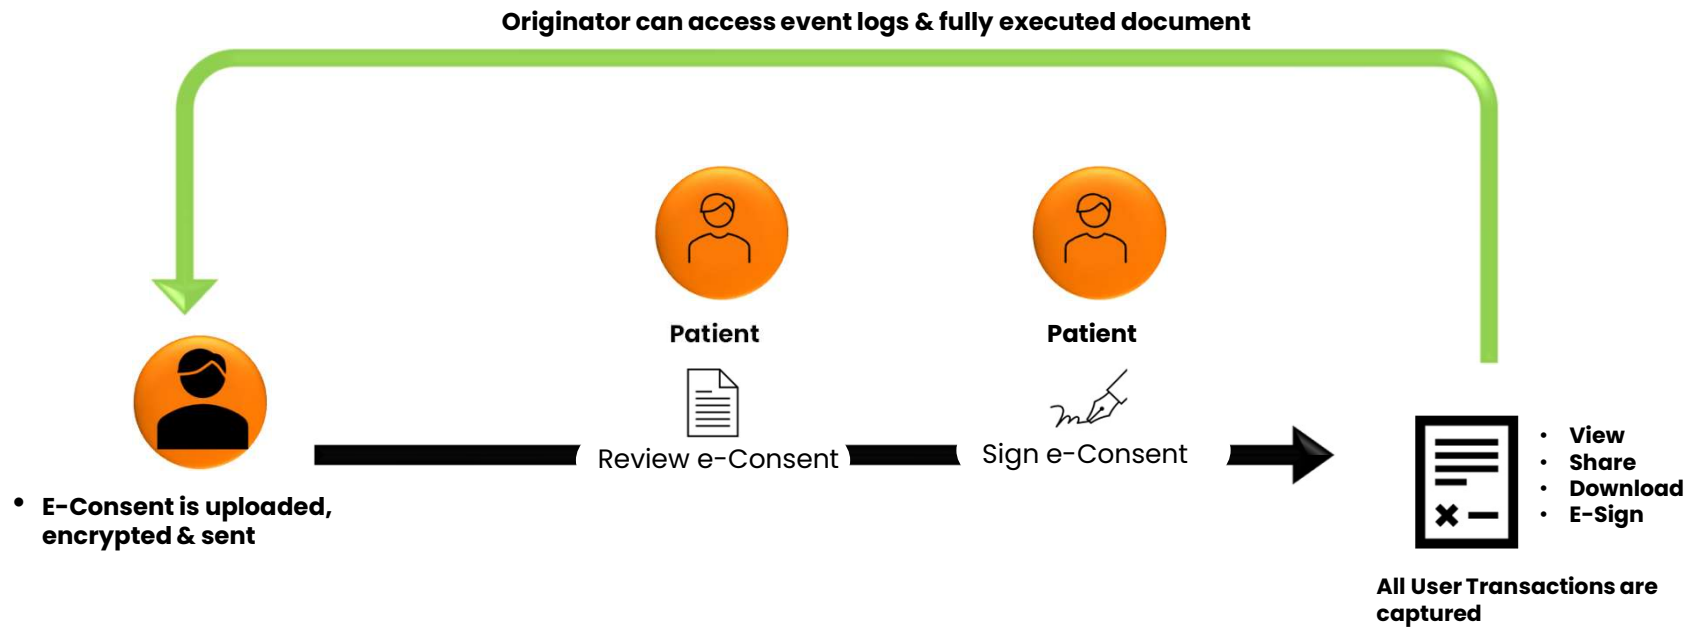 Originator can access event logs & fully executed document
Patient
Patient
Review e-Consent
Sign e-Consent
• E-Consent is uploaded,
encrypted & sent
• View
• Share
• Download
• E-Sign
All User Transactions are
captured